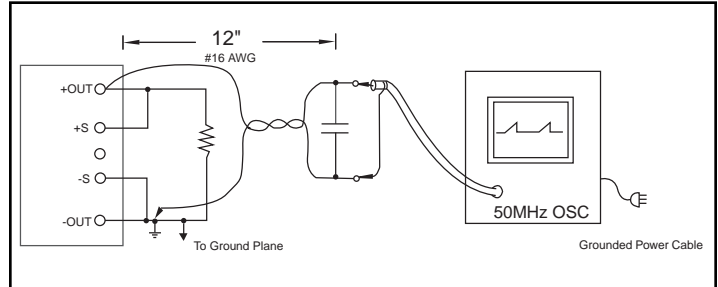 12"
#16 AWG
+OUT
+S
-S
-OUT
To Ground Plane
50MHz OSC
Grounded Power Cable